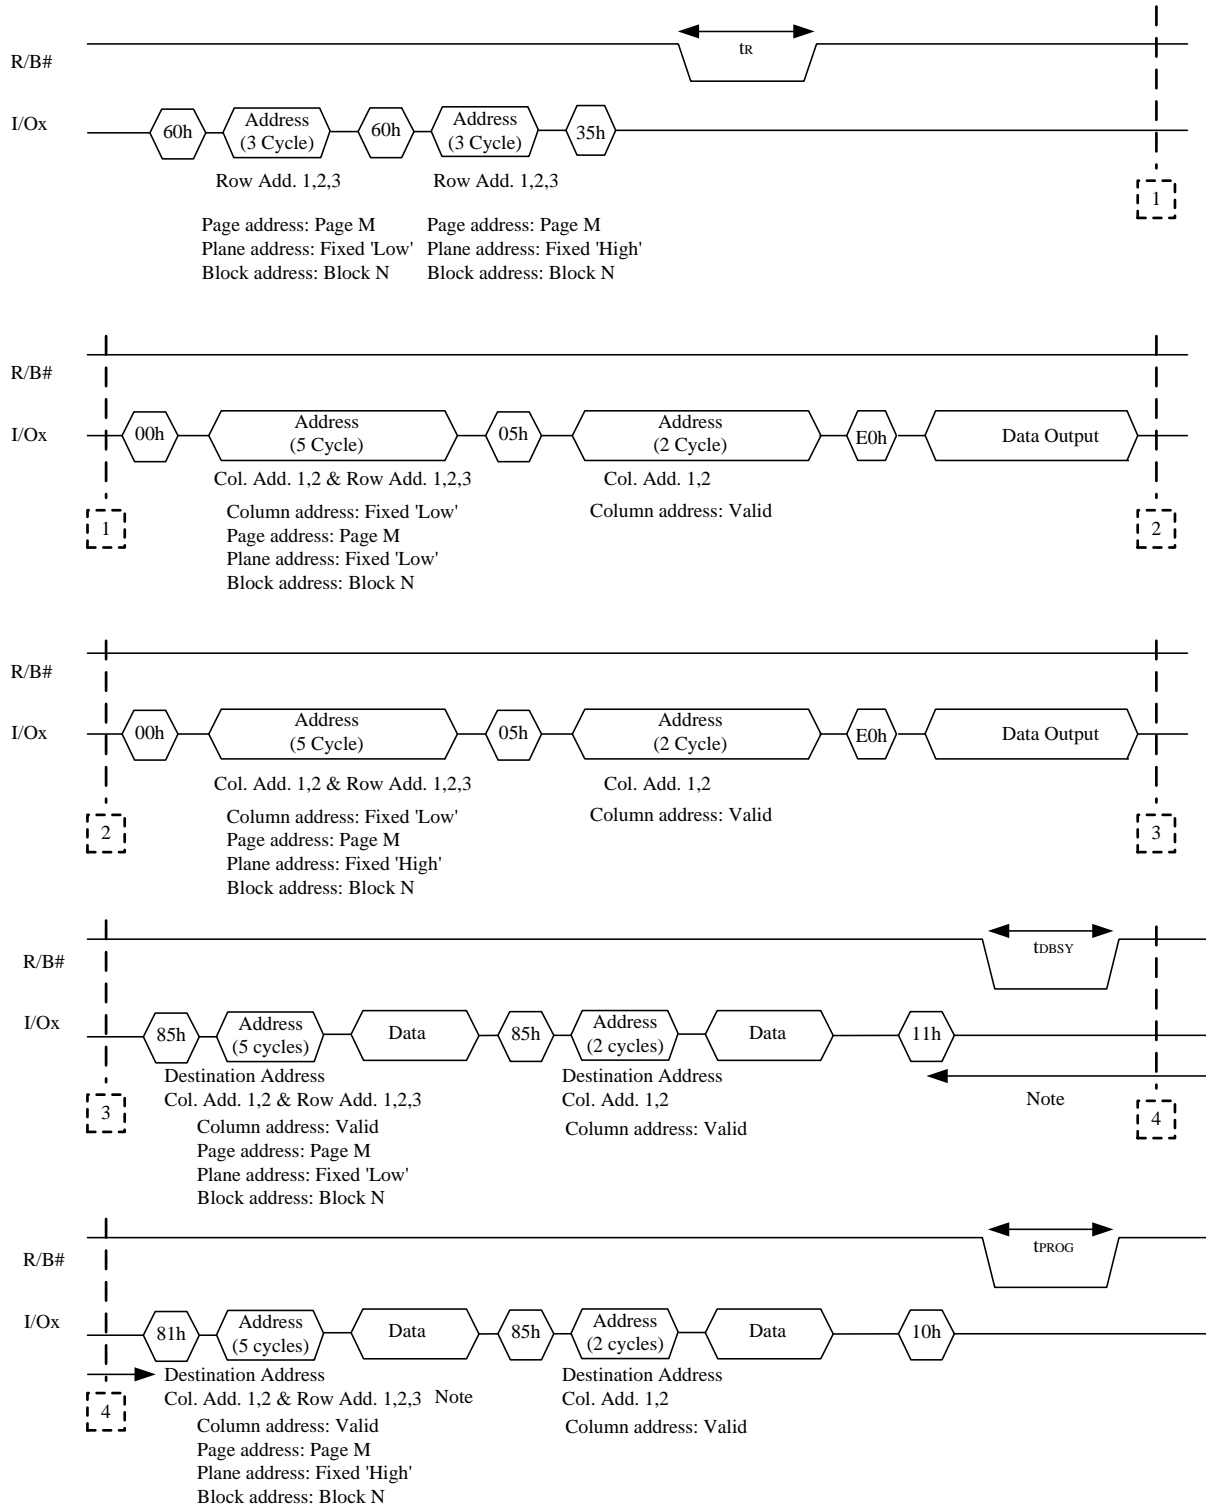 tR
R/B#
I/Ox
60h
Address
(3 Cycle)
60h
Address
(3 Cycle)
35h
Row Add. 1,2,3
Row Add. 1,2,3
Page address: Page M
Plane address: Fixed 'Low'
Block address: Block N
Page address: Page M
Plane address: Fixed 'High'
Block address: Block N
1
R/B#
I/Ox
00h
Address
(5 Cycle)
05h
Address
(2 Cycle)
E0h
Data Output
Col. Add. 1,2 & Row Add. 1,2,3
Col. Add. 1,2
Column address: Fixed 'Low'
Page address: Page M
Plane address: Fixed 'Low'
Block address: Block N
Column address: Valid
1
2
R/B#
I/Ox
00h
Address
(5 Cycle)
05h
Address
(2 Cycle)
E0h
Data Output
Col. Add. 1,2 & Row Add. 1,2,3
Col. Add. 1,2
Column address: Fixed 'Low'
Page address: Page M
Plane address: Fixed 'High'
Block address: Block N
Column address: Valid
2
3
tDBSY
R/B#
I/Ox
85h
Address
(5 cycles)
Data
85h
Address
(2 cycles)
Data
11h
Destination Address
Col. Add. 1,2 & Row Add. 1,2,3
Column address: Valid
Page address: Page M
Plane address: Fixed 'Low'
Block address: Block N
Destination Address
Col. Add. 1,2
Column address: Valid
Note
3
4
tPROG
R/B#
I/Ox
81h
Address
(5 cycles)
Data
85h
Address
(2 cycles)
Data
10h
Destination Address
Col. Add. 1,2 & Row Add. 1,2,3
Note
Column address: Valid
Page address: Page M
Plane address: Fixed 'High'
Block address: Block N
Destination Address
Col. Add. 1,2
Column address: Valid
4